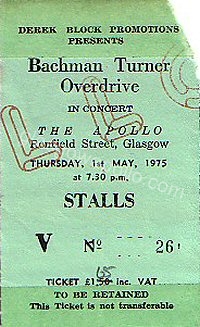 DEREK BLOCK PROMOTIONS
PRESENTS
Bachman Turner
Overdrive
IN CONCERT
THE APOLLO
Renfield Street, Glasgow
THURSDAY, 1st MAY, 1975
at 7.30 p.m.
STALLS
V Nº 26
65
TICKET £1,50 inc. VAT
TO BE RETAINED
This Ticket is not transferable